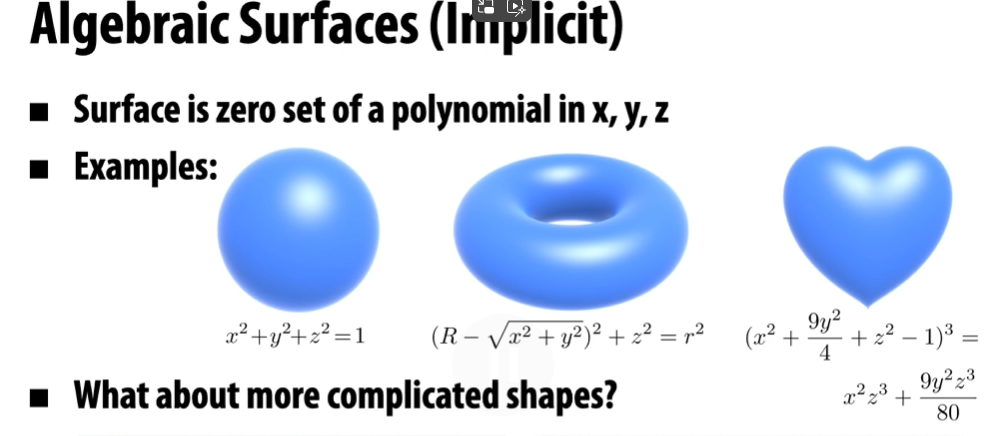 Algebraic Surfaces (Implicit)
■ Surface is zero set of a polynomial in x, y, z
■ Examples:
x²+y²+z²=1
(R − √(x² + y²))² + z² = r²
(x² + 9y²/4 + z² − 1)³ =
x²z³ + 9y²z³/80
■ What about more complicated shapes?